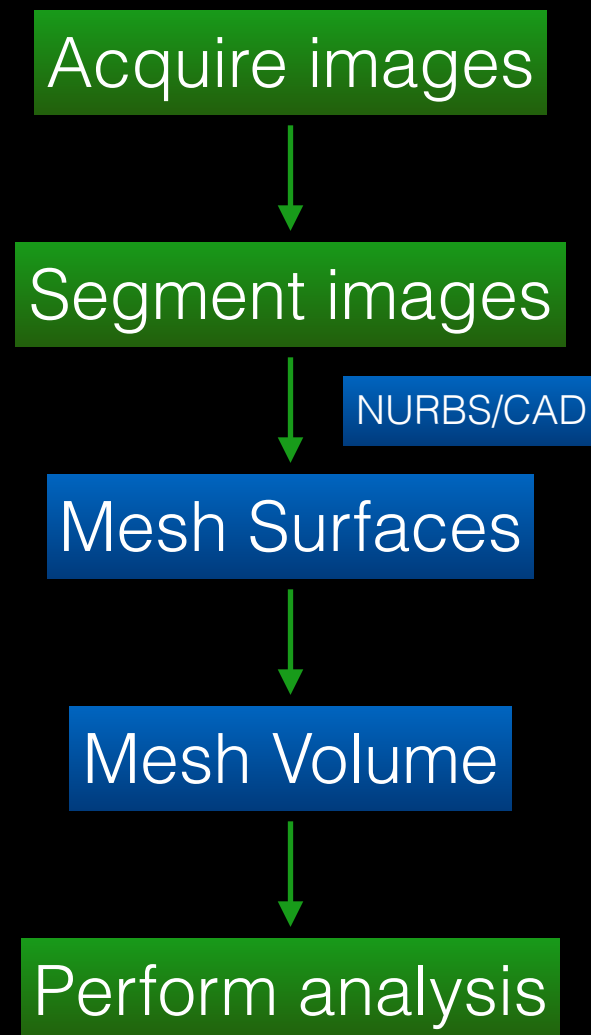 Acquire images
Segment images
NURBS/CAD
Mesh Surfaces
Mesh Volume
Perform analysis